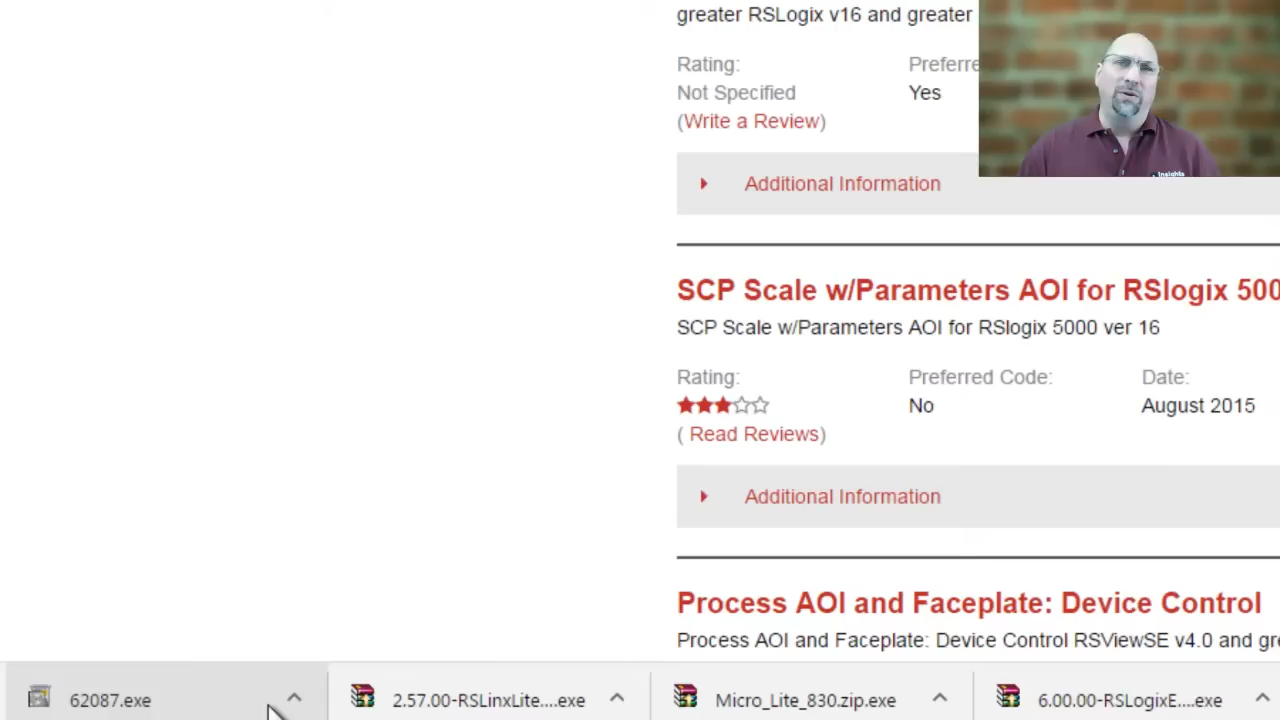 greater RSLogix v16 and greater
Rating:
Preferre
Not Specified
Yes
(Write a Review)
Insights
Additional Information
SCP Scale w/Parameters AOI for RSlogix 500
SCP Scale w/Parameters AOI for RSlogix 5000 ver 16
Rating:
Preferred Code:
Date:
No
August 2015
( Read Reviews)
Additional Information
Process AOI and Faceplate: Device Control
Process AOI and Faceplate: Device Control RSViewSE v4.0 and gre
62087.exe
2.57.00-RSLinxLite....exe
Micro_Lite_830.zip.exe
6.00.00-RSLogixE....exe